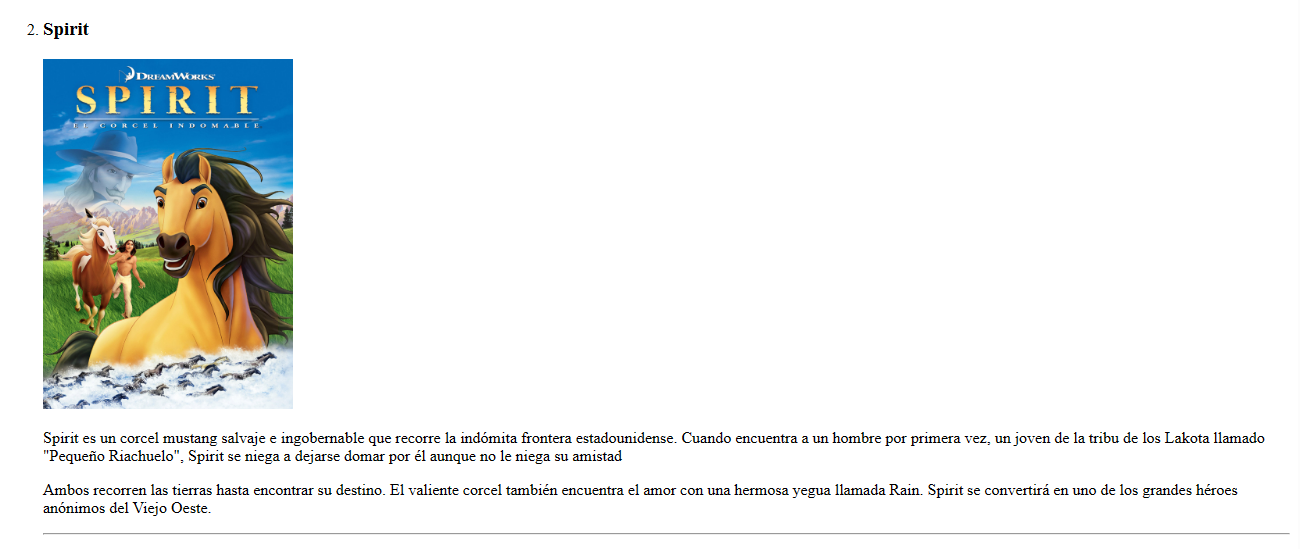 2. Spirit
DREAMWORKS
SPIRIT
EL CORCEL INDOMABLE
Spirit es un corcel mustang salvaje e ingobernable que recorre la indómita frontera estadounidense. Cuando encuentra a un hombre por primera vez, un joven de la tribu de los Lakota llamado
"Pequeño Riachuelo", Spirit se niega a dejarse domar por él aunque no le niega su amistad
Ambos recorren las tierras hasta encontrar su destino. El valiente corcel también encuentra el amor con una hermosa yegua llamada Rain. Spirit se convertirá en uno de los grandes héroes
anónimos del Viejo Oeste.